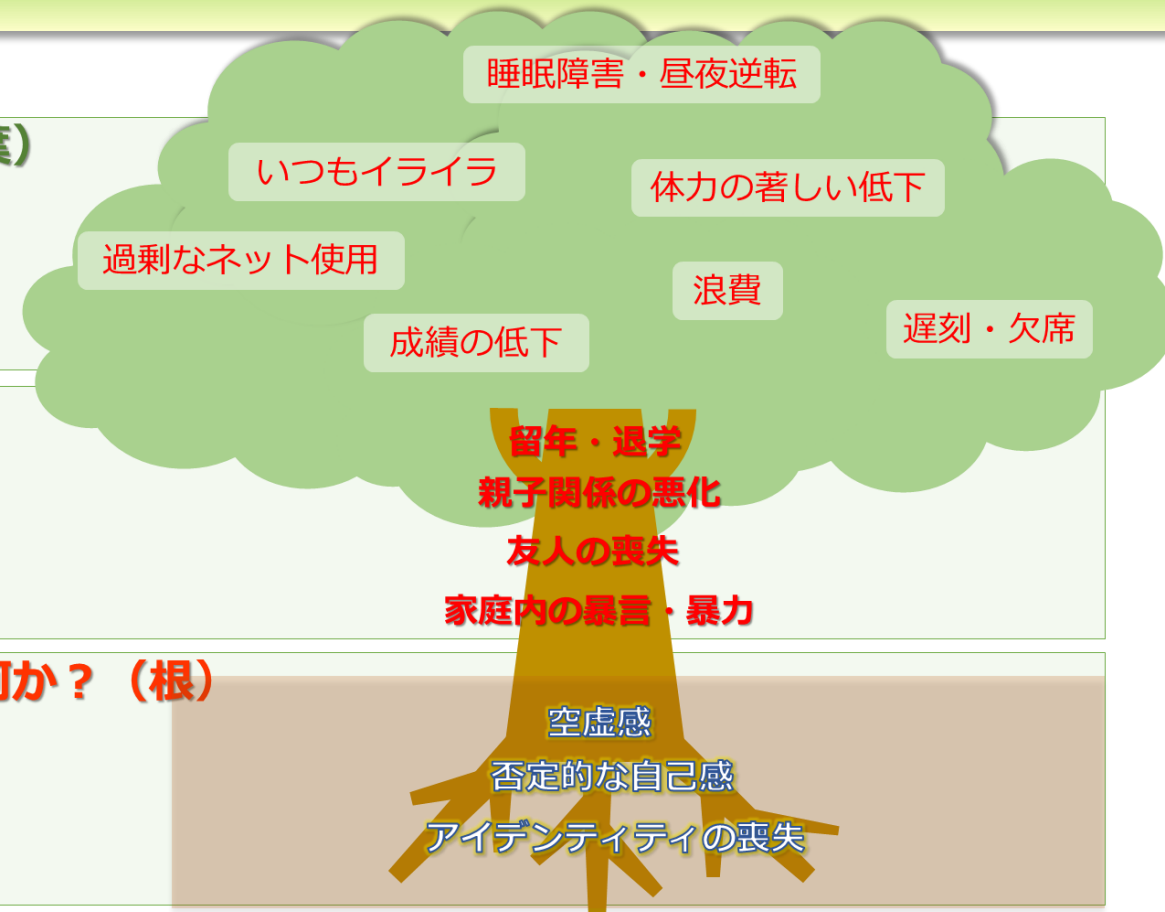 睡眠障害・昼夜逆転
葉）
いつもイライラ
体力の著しい低下
過剰なネット使用
浪費
遅刻・欠席
成績の低下
留年・退学
親子関係の悪化
友人の喪失
家庭内の暴言・暴力
何か？（根）
空虚感
否定的な自己感
アイデンティティの喪失